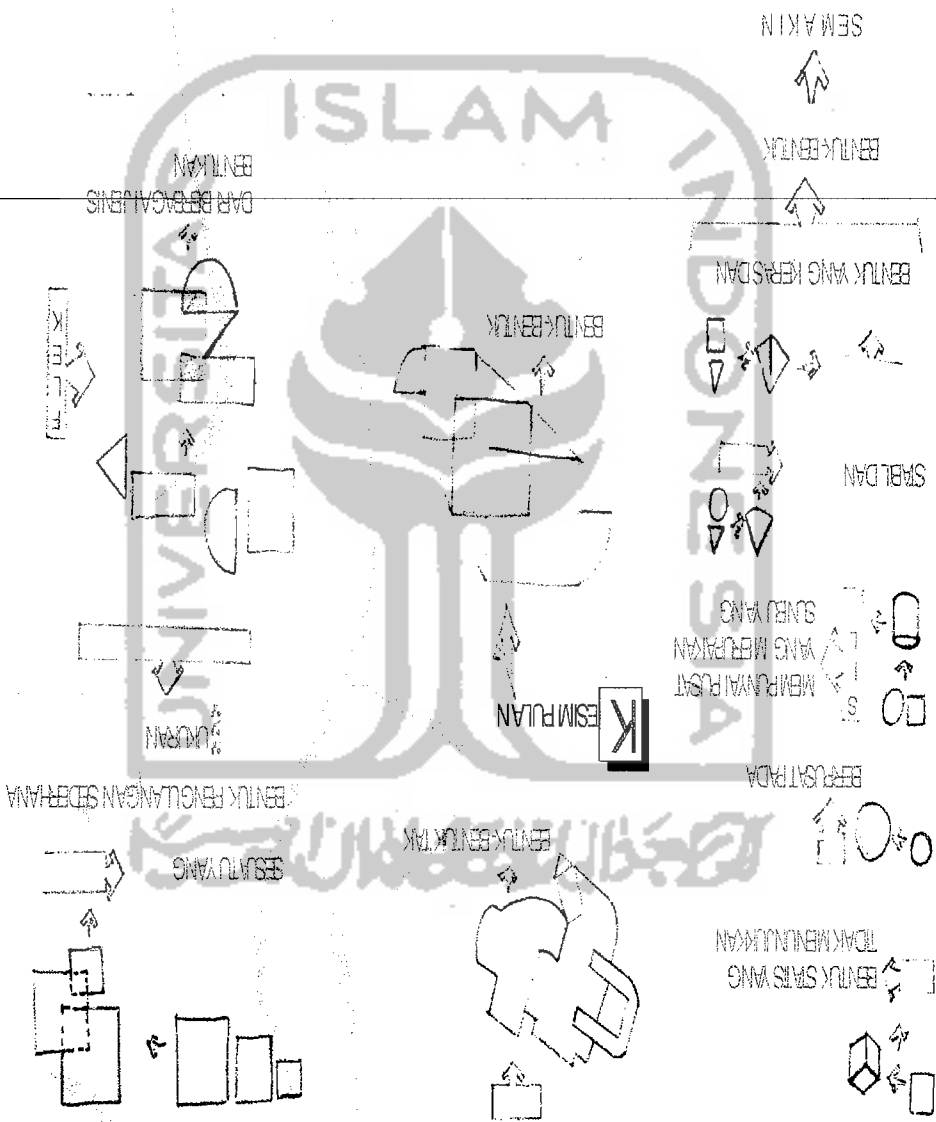 BENTUK STATIS YANG
TIDAK MENUNJUKKAN
BERPUSAT PADA
MEMPUNYAI PUSAT
YANG MERUPAKAN
SUMBU YANG
STABIL DAN
BENTUK YANG KERAS DAN
BENTUK-BENTUK
SEMAKIN
BENTUK-BENTUK TAK
KESIMPULAN
BENTUK-BENTUK
SESUATU YANG
BENTUK PENGULANGAN SEDERHANA
UKURAN
DARI BERBAGAI JENIS
BENTUKAN
UNIVERSITAS
ISLAM
INDONESIA